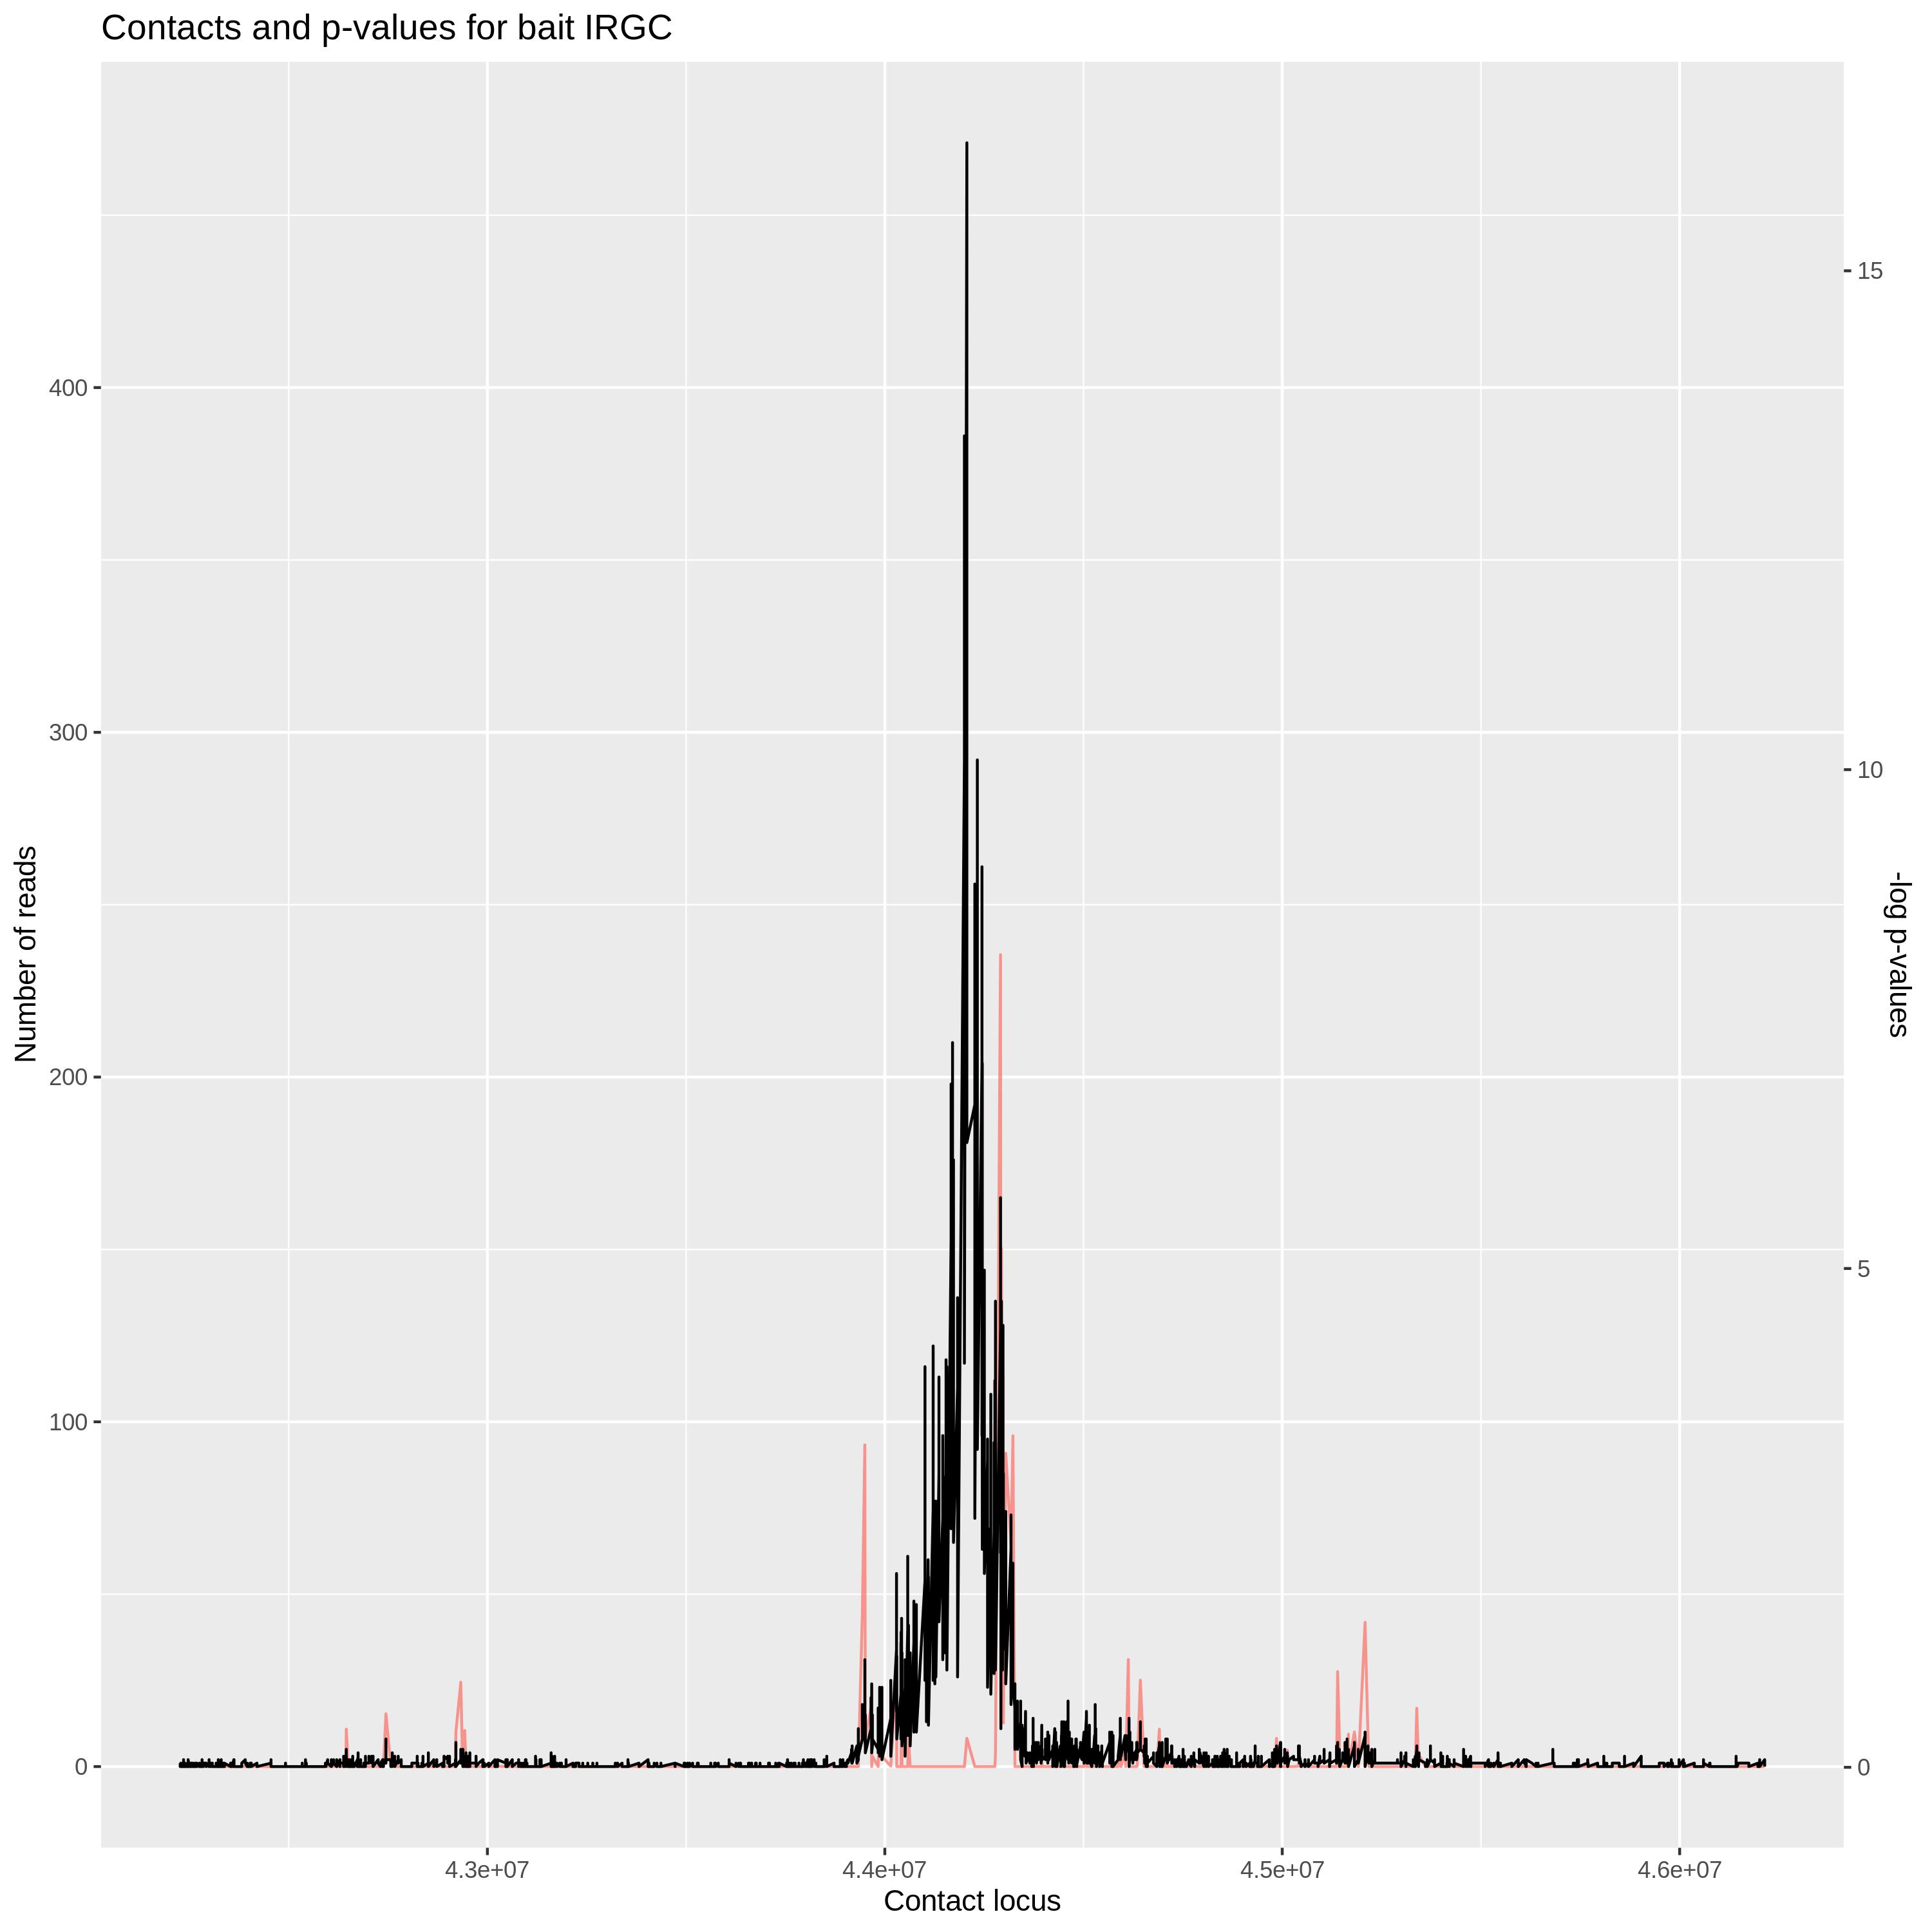 Contacts and p-values for bait IRGC
400
300
200
100
0
Number of reads
15
10
5
0
-log p-values
4.3e+07
4.4e+07
4.5e+07
4.6e+07
Contact locus